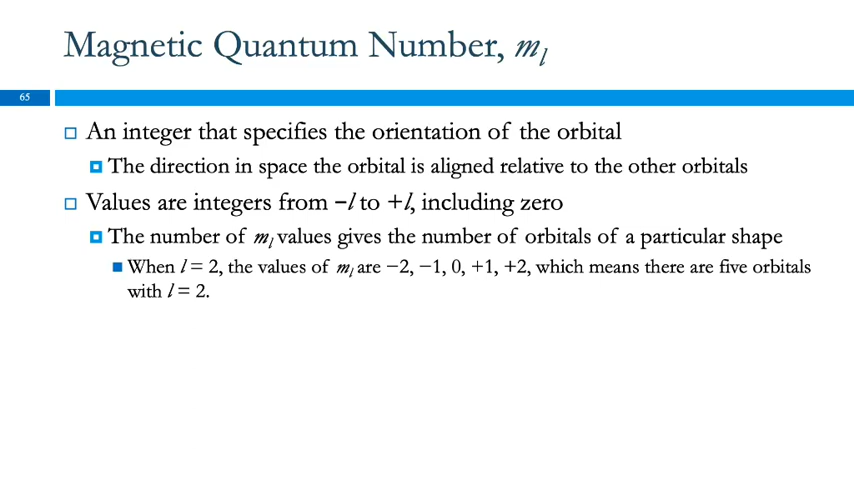 Magnetic Quantum Number, mₗ
65
An integer that specifies the orientation of the orbital
The direction in space the orbital is aligned relative to the other orbitals
Values are integers from −l to +l, including zero
The number of mₗ values gives the number of orbitals of a particular shape
When l = 2, the values of mₗ are −2, −1, 0, +1, +2, which means there are five orbitals
with l = 2.